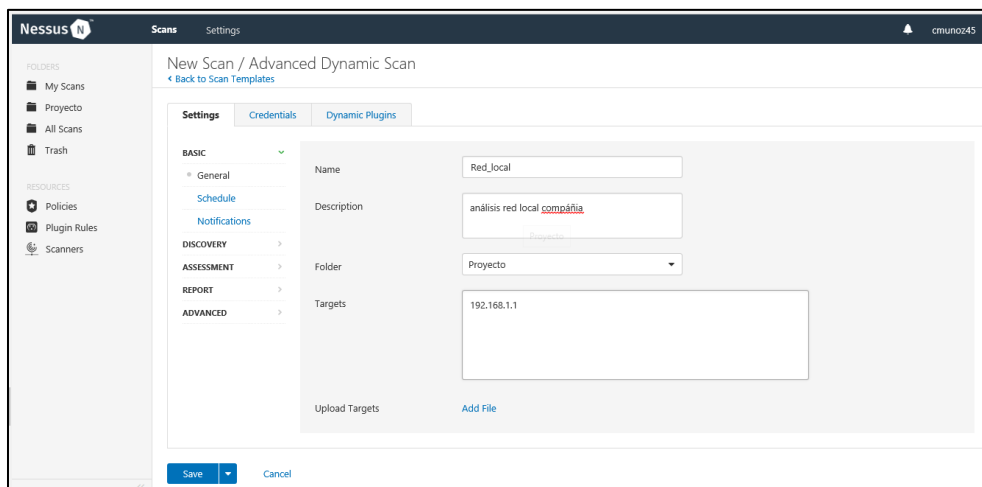 Nessus N
Scans Settings
cmunoz45
FOLDERS
My Scans
Proyecto
All Scans
Trash
RESOURCES
Policies
Plugin Rules
Scanners
New Scan / Advanced Dynamic Scan
Back to Scan Templates
Settings Credentials Dynamic Plugins
BASIC
General
Schedule
Notifications
DISCOVERY
ASSESSMENT
REPORT
ADVANCED
Name Red_local
Description análisis red local compáñia
Proyecto
Folder Proyecto
Targets 192.168.1.1
Upload Targets Add File
Save Cancel